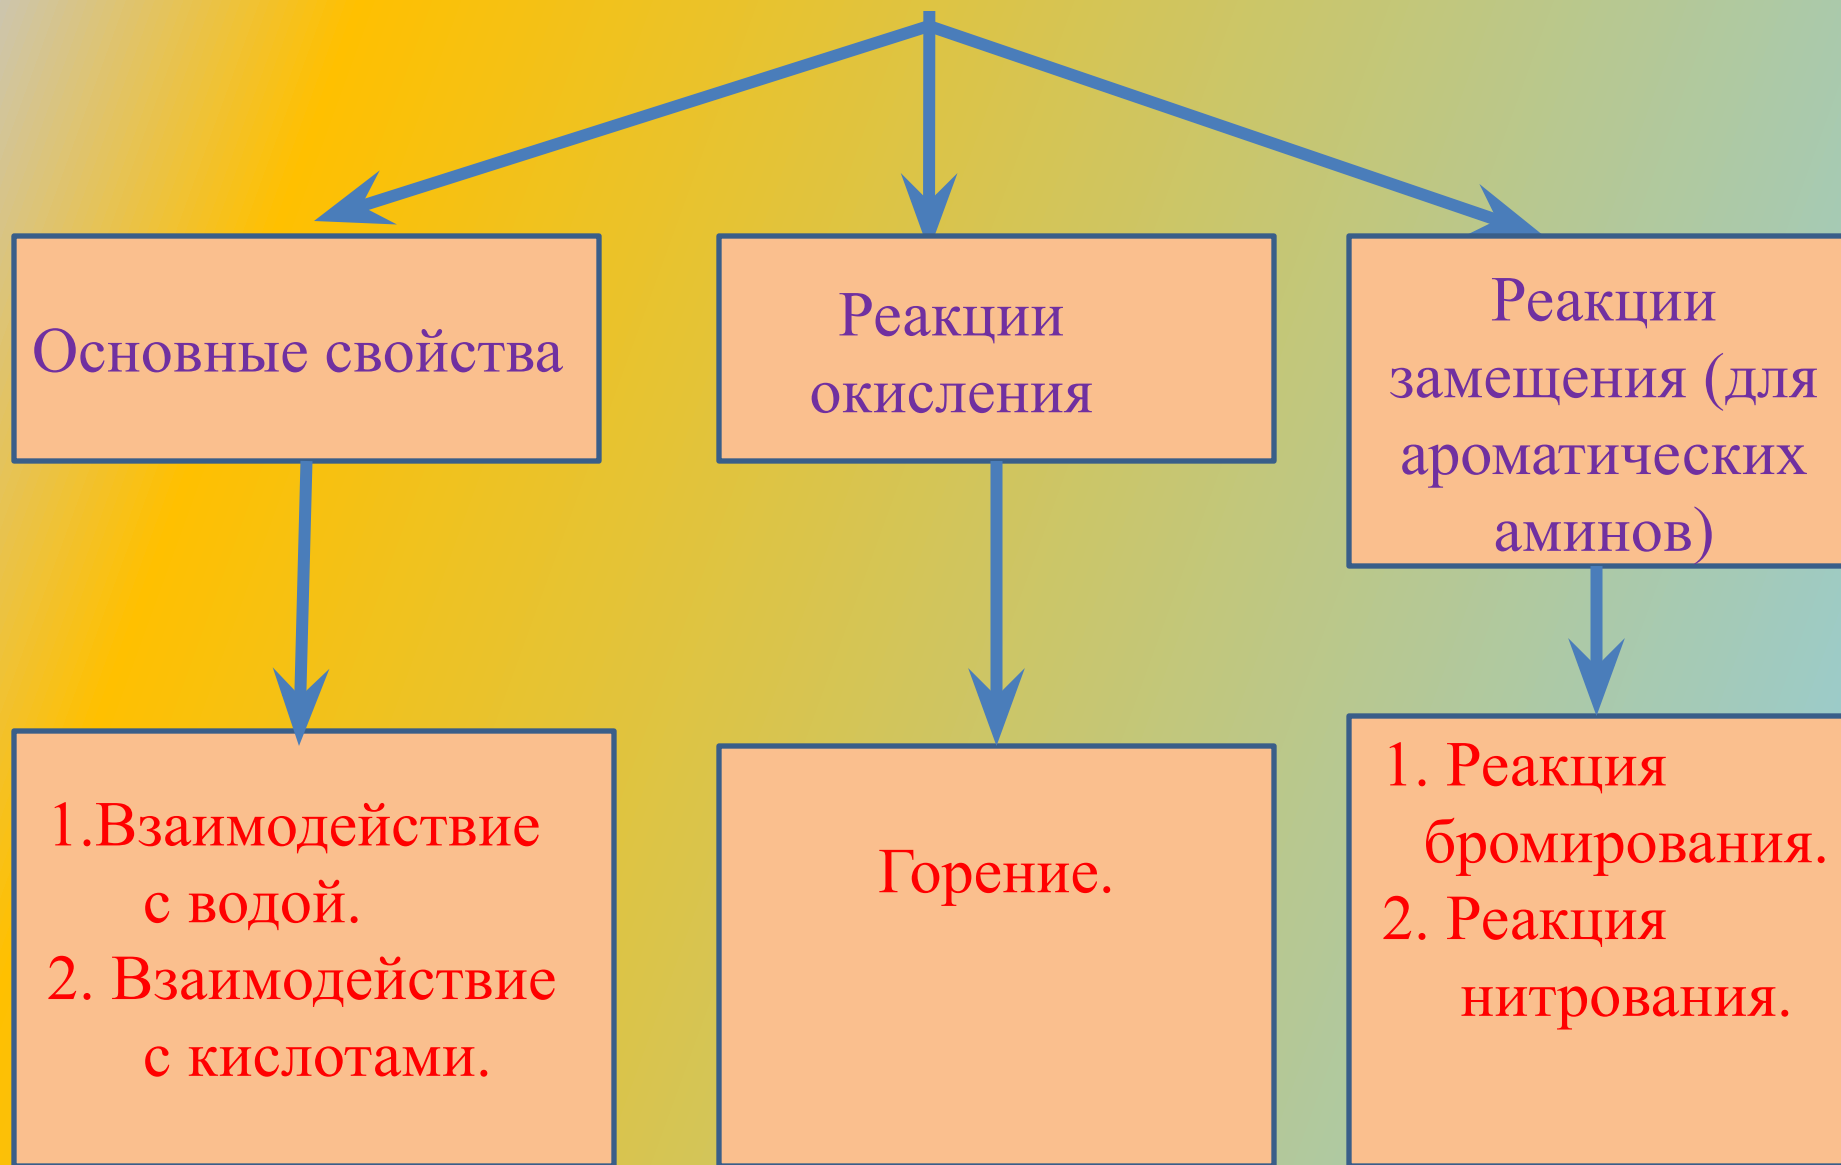 Основные свойства
Реакции
окисления
Реакции
замещения (для
ароматических
аминов)
1.Взаимодействие
с водой.
2. Взаимодействие
с кислотами.
Горение.
1. Реакция
бромирования.
2. Реакция
нитрования.